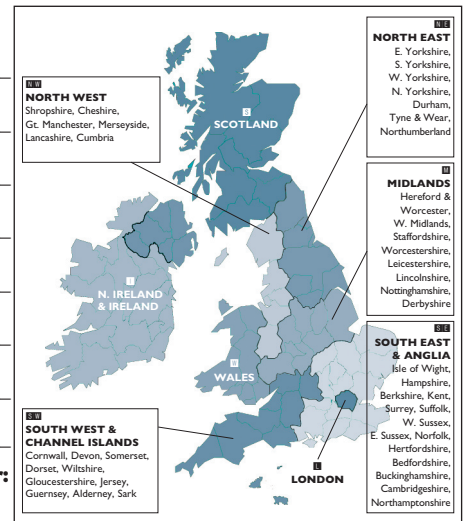 NE
NORTH EAST
E. Yorkshire,
S. Yorkshire,
W. Yorkshire,
N. Yorkshire,
Durham,
Tyne & Wear,
Northumberland
NW
NORTH WEST
Shropshire, Cheshire,
Gt. Manchester, Merseyside,
Lancashire, Cumbria
S
SCOTLAND
M
MIDLANDS
Hereford &
Worcester,
W. Midlands,
Staffordshire,
Worcestershire,
Leicestershire,
Lincolnshire,
Nottinghamshire,
Derbyshire
I
N. IRELAND
& IRELAND
W
WALES
SE
SOUTH EAST
& ANGLIA
Isle of Wight,
Hampshire,
Berkshire, Kent,
Surrey, Suffolk,
W. Sussex,
E. Sussex, Norfolk,
Hertfordshire,
Bedfordshire,
Buckinghamshire,
Cambridgeshire,
Northamptonshire
SW
SOUTH WEST &
CHANNEL ISLANDS
Cornwall, Devon, Somerset,
Dorset, Wiltshire,
Gloucestershire, Jersey,
Guernsey, Alderney, Sark
L
LONDON